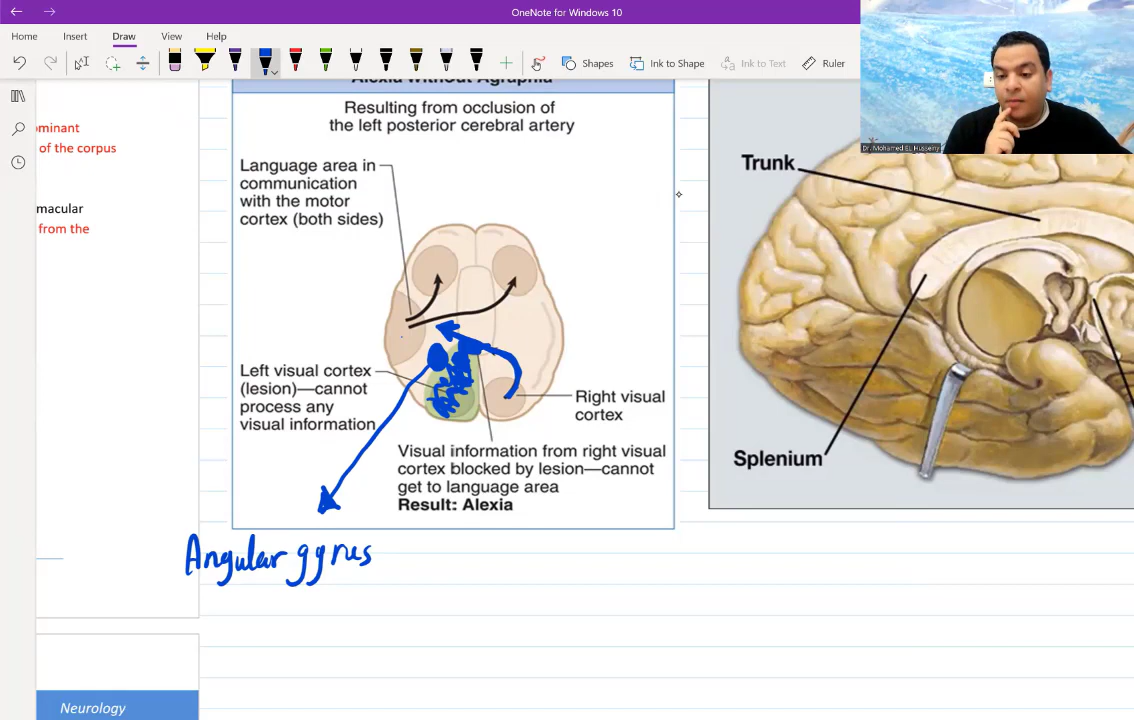 OneNote for Windows 10
Home Insert Draw View Help
Shapes Ink to Shape Ink to Text Ruler
Dr. Mohamed EL Husseiny
ominant
of the corpus
macular
from the
Neurology
Alexia Without Agraphia
Resulting from occlusion of
the left posterior cerebral artery
Language area in
communication
with the motor
cortex (both sides)
Left visual cortex
(lesion)—cannot
process any
visual information
Right visual
cortex
Visual information from right visual
cortex blocked by lesion—cannot
get to language area
Result: Alexia
Angular gyrus
Trunk
Splenium